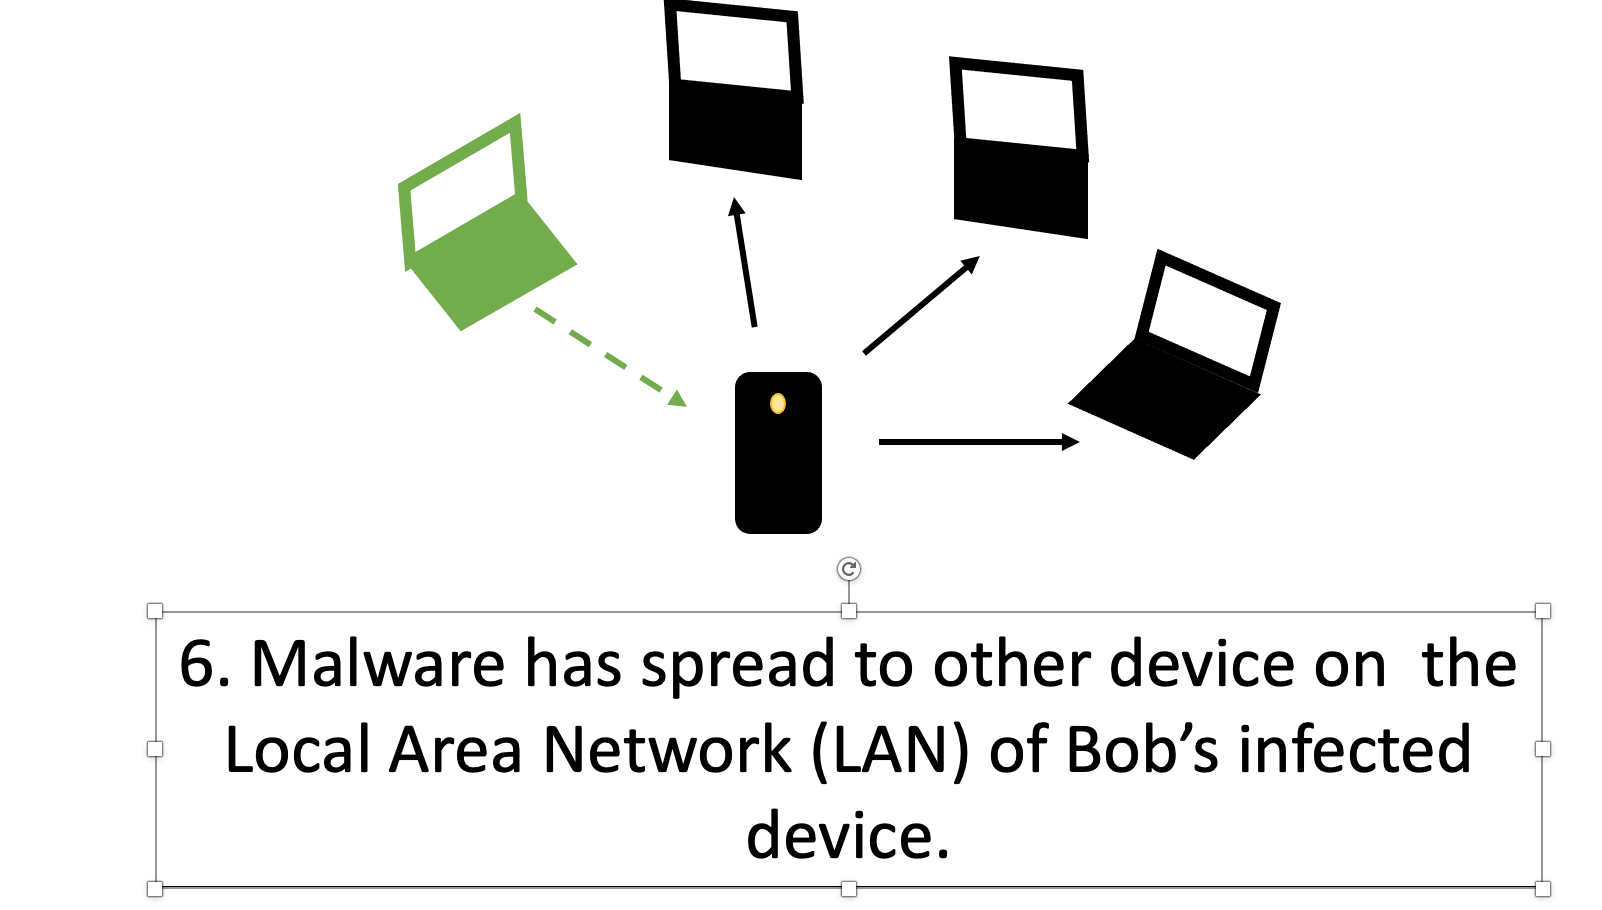 6. Malware has spread to other device on  the
Local Area Network (LAN) of Bob’s infected
device.